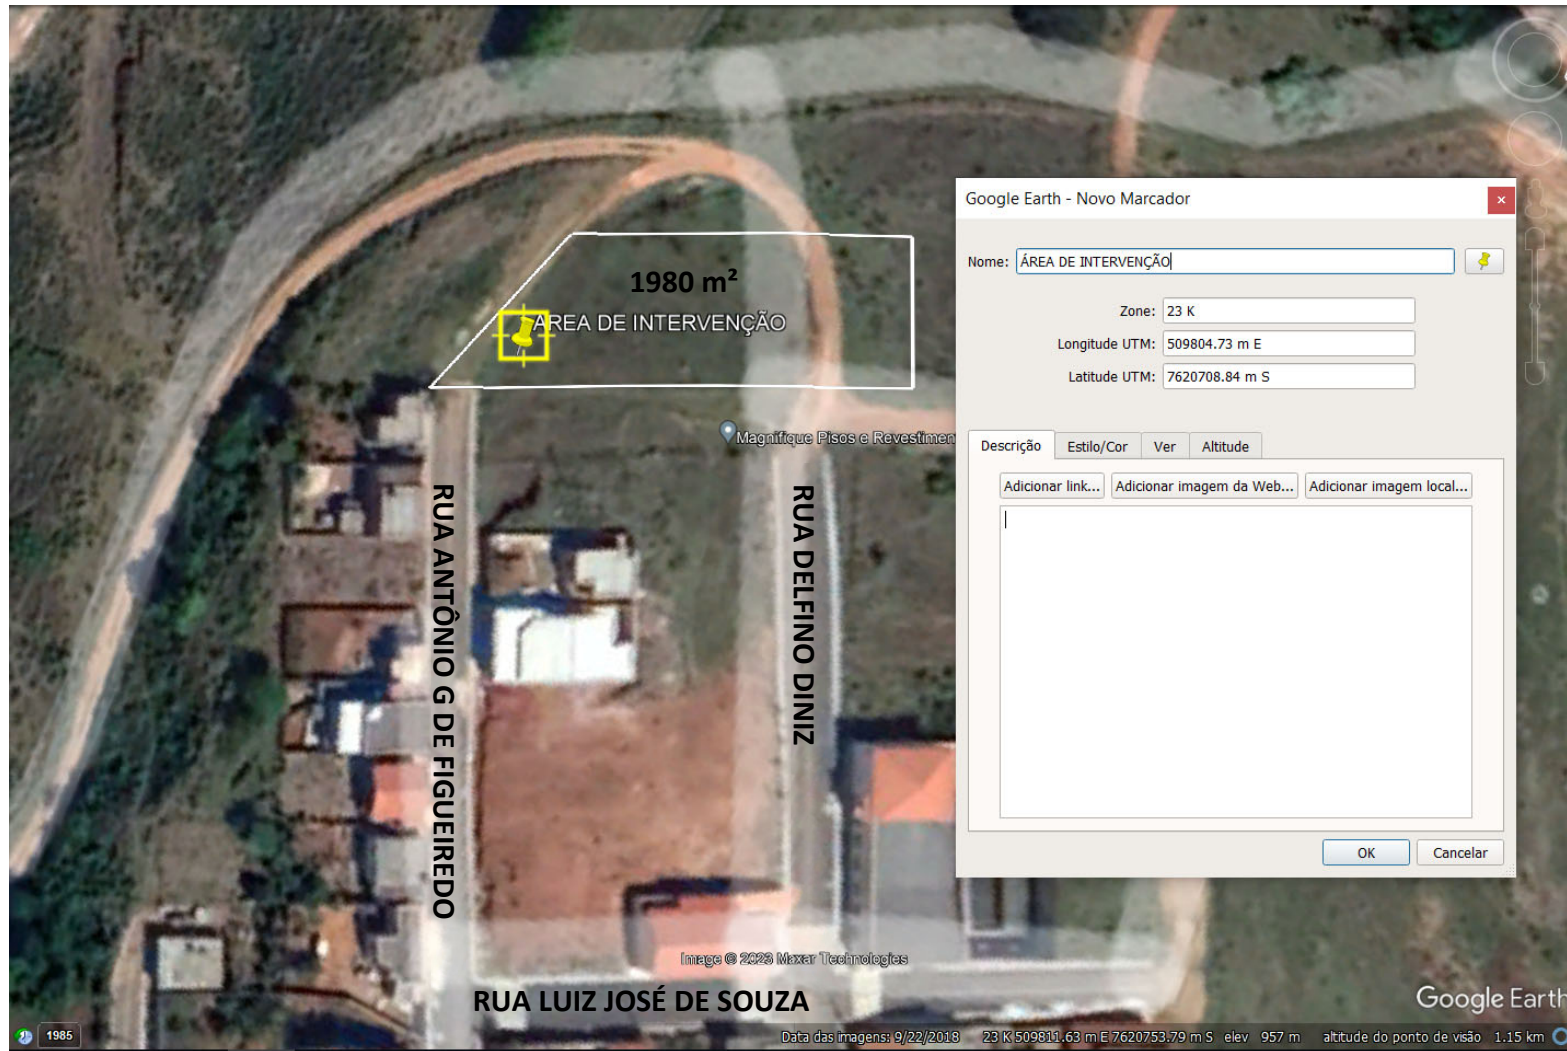 Google Earth - Novo Marcador
Nome: ÁREA DE INTERVENÇÃO
Zone: 23 K
Longitude UTM: 509804.73 m E
Latitude UTM: 7620708.84 m S
Descrição Estilo/Cor Ver Altitude
Adicionar link... Adicionar imagem da Web... Adicionar imagem local...
OK Cancelar
1980 m²
ÁREA DE INTERVENÇÃO
Magnifique Pisos e Revestimen
RUA ANTÔNIO G DE FIGUEIREDO
RUA DELFINO DINIZ
Image © 2023 Maxar Technologies
RUA LUIZ JOSÉ DE SOUZA
Google Earth
1985
Data das imagens: 9/22/2018 23 K 509811.63 m E 7620753.79 m S elev 957 m altitude do ponto de visão 1.15 km